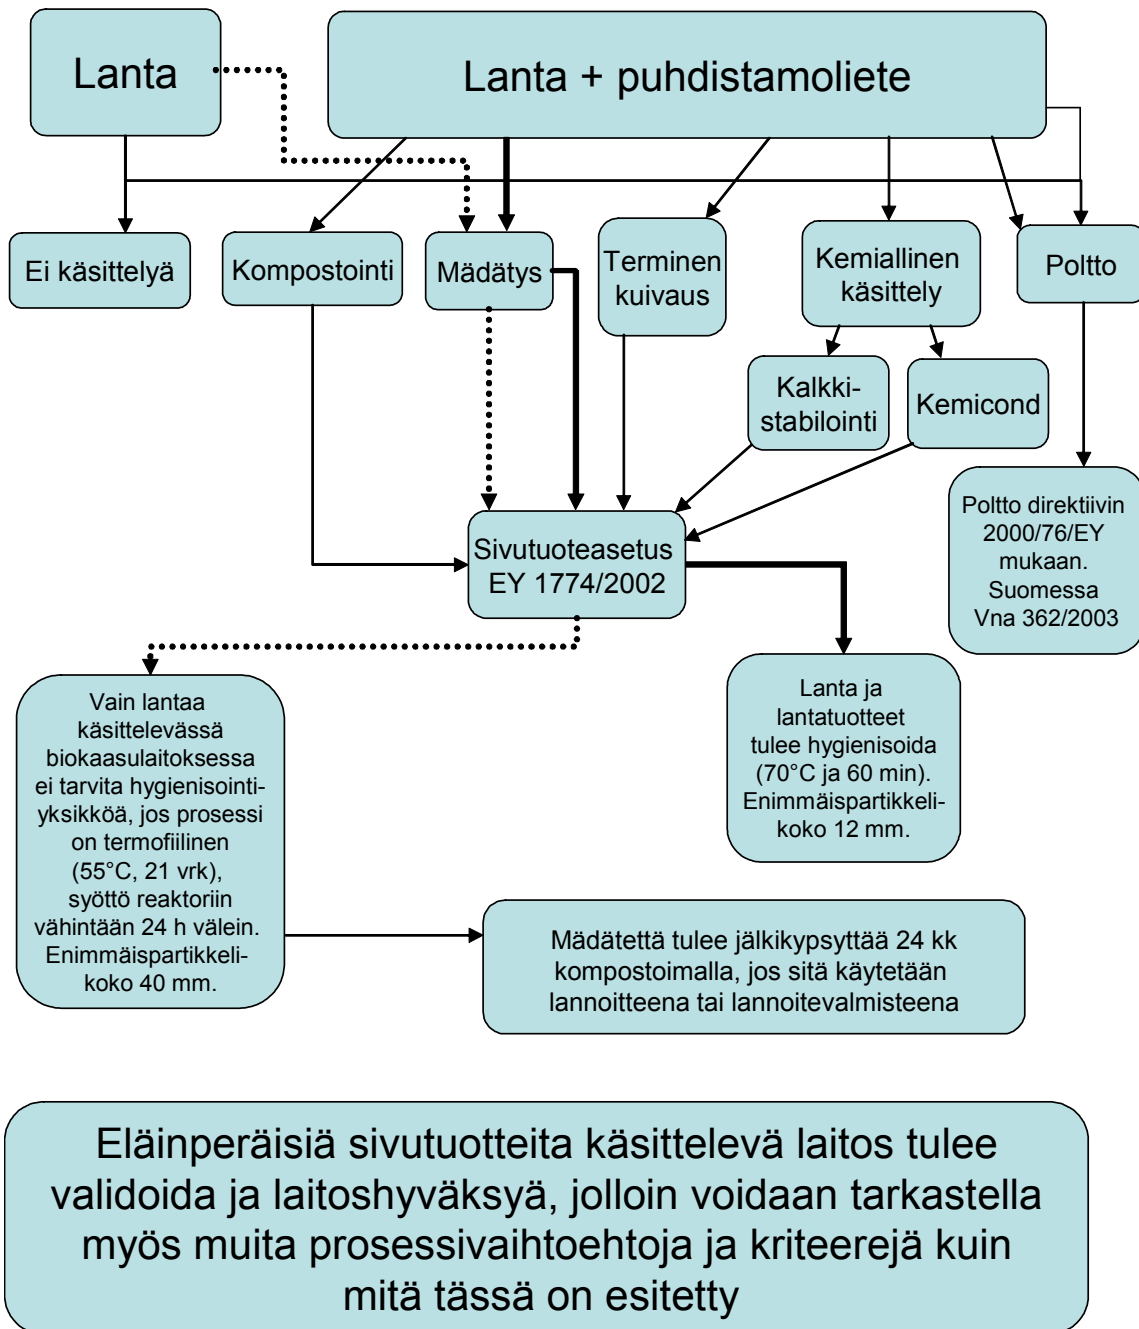 Lanta
Lanta + puhdistamoliete
Ei käsittelyä
Kompostointi
Mädätys
Terminen
kuivaus
Kemiallinen
käsittely
Poltto
Kalkki-
stabilointi
Kemicond
Sivutuoteasetus
EY 1774/2002
Poltto direktiivin
2000/76/EY
mukaan.
Suomessa
Vna 362/2003
Vain lantaa
käsittelevässä
biokaasulaitoksessa
ei tarvita hygienisointi-
yksikköä, jos prosessi
on termofiilinen
(55°C, 21 vrk),
syöttö reaktoriin
vähintään 24 h välein.
Enimmäispartikkeli-
koko 40 mm.
Lanta ja
lantatuotteet
tulee hygienisoida
(70°C ja 60 min).
Enimmäispartikkeli-
koko 12 mm.
Mädätettä tulee jälkikypsyttää 24 kk
kompostoimalla, jos sitä käytetään
lannoitteena tai lannoitevalmisteena
Eläinperäisiä sivutuotteita käsittelevä laitos tulee
validoida ja laitoshyväksyä, jolloin voidaan tarkastella
myös muita prosessivaihtoehtoja ja kriteerejä kuin
mitä tässä on esitetty